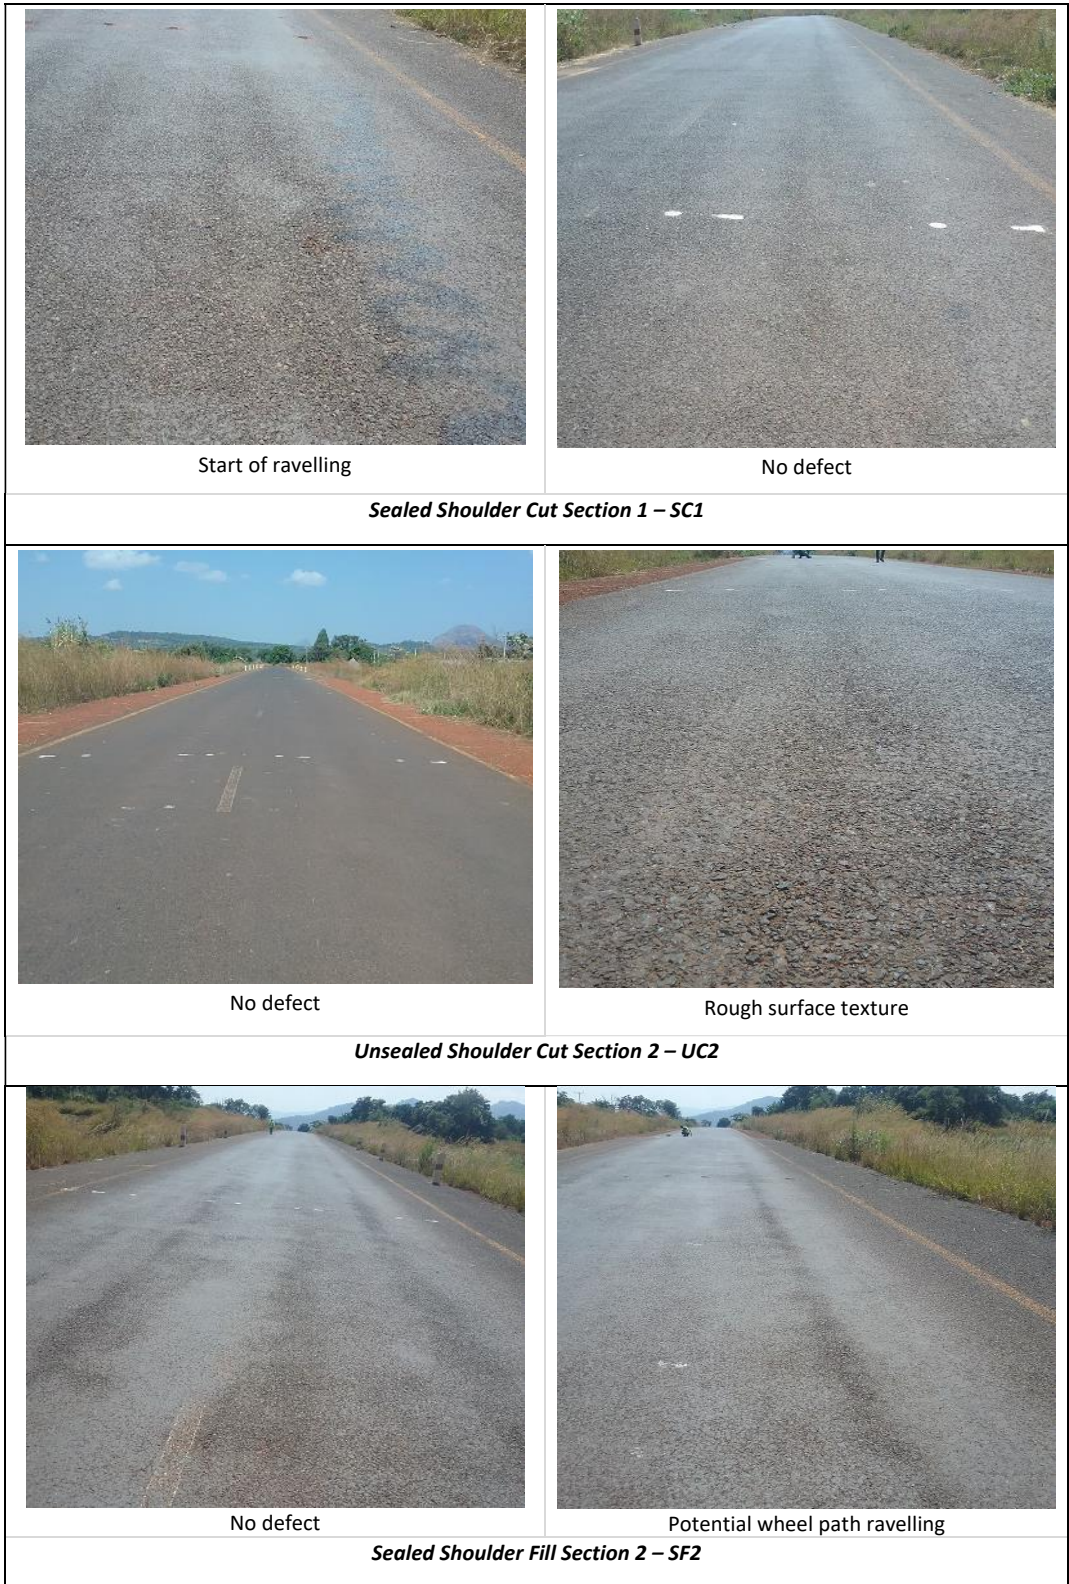 Start of ravelling
No defect
Sealed Shoulder Cut Section 1 – SC1
No defect
Rough surface texture
Unsealed Shoulder Cut Section 2 – UC2
No defect
Potential wheel path ravelling
Sealed Shoulder Fill Section 2 – SF2